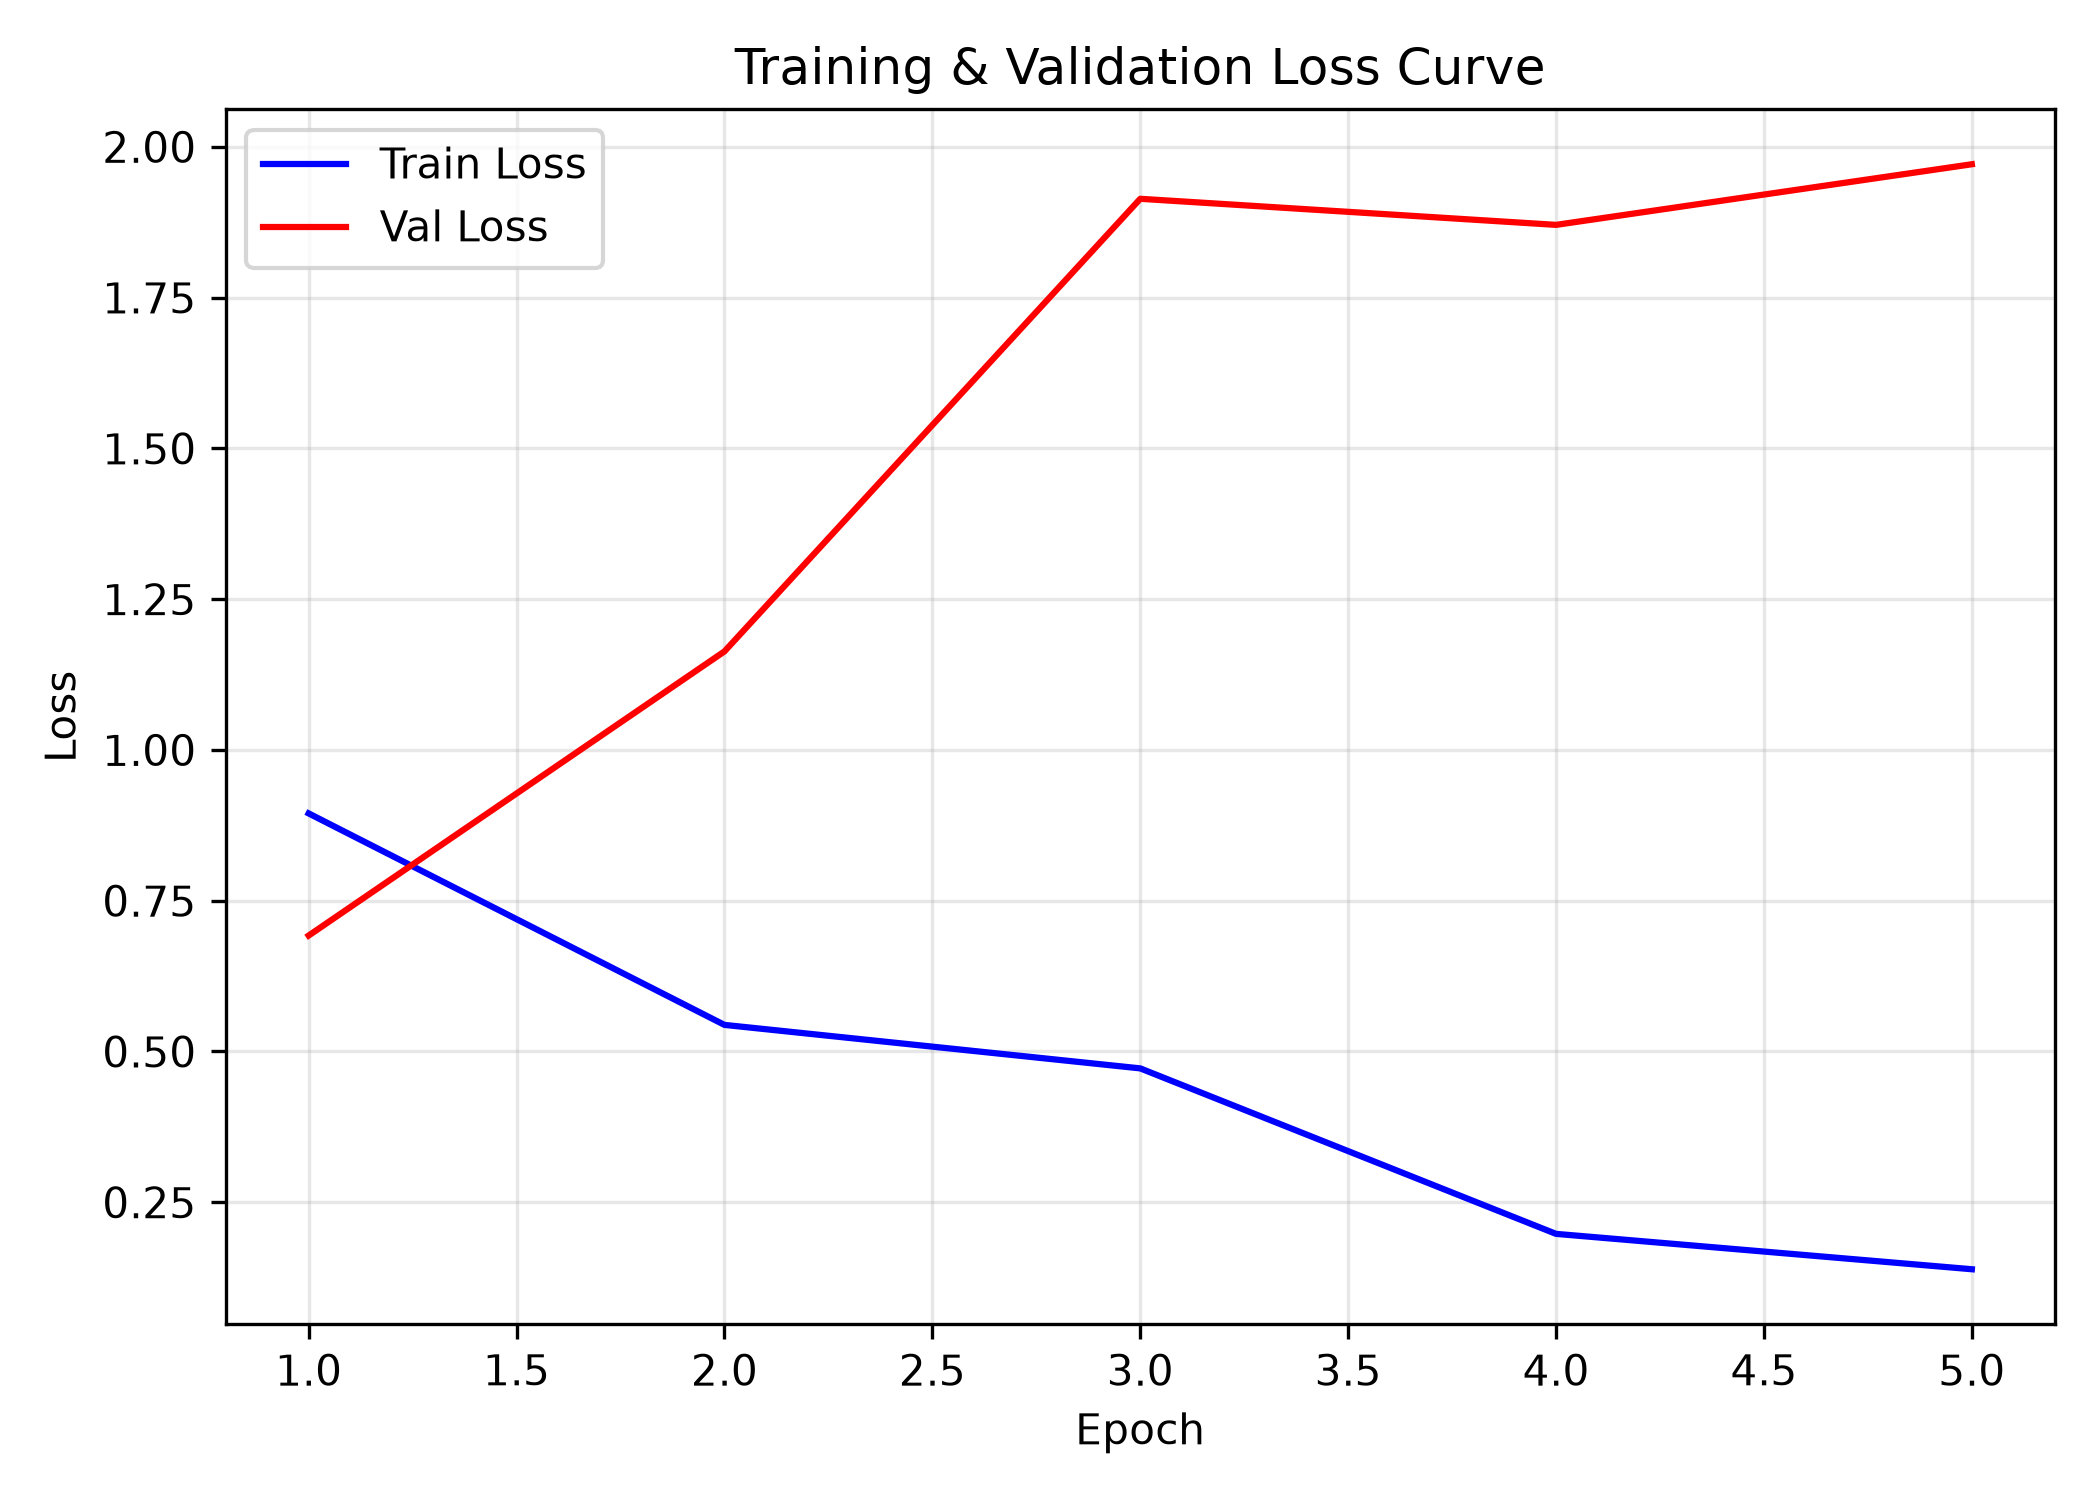 Training & Validation Loss Curve
Train Loss
Val Loss
2.00
1.75
1.50
1.25
1.00
0.75
0.50
0.25
Loss
1.0 1.5 2.0 2.5 3.0 3.5 4.0 4.5 5.0
Epoch